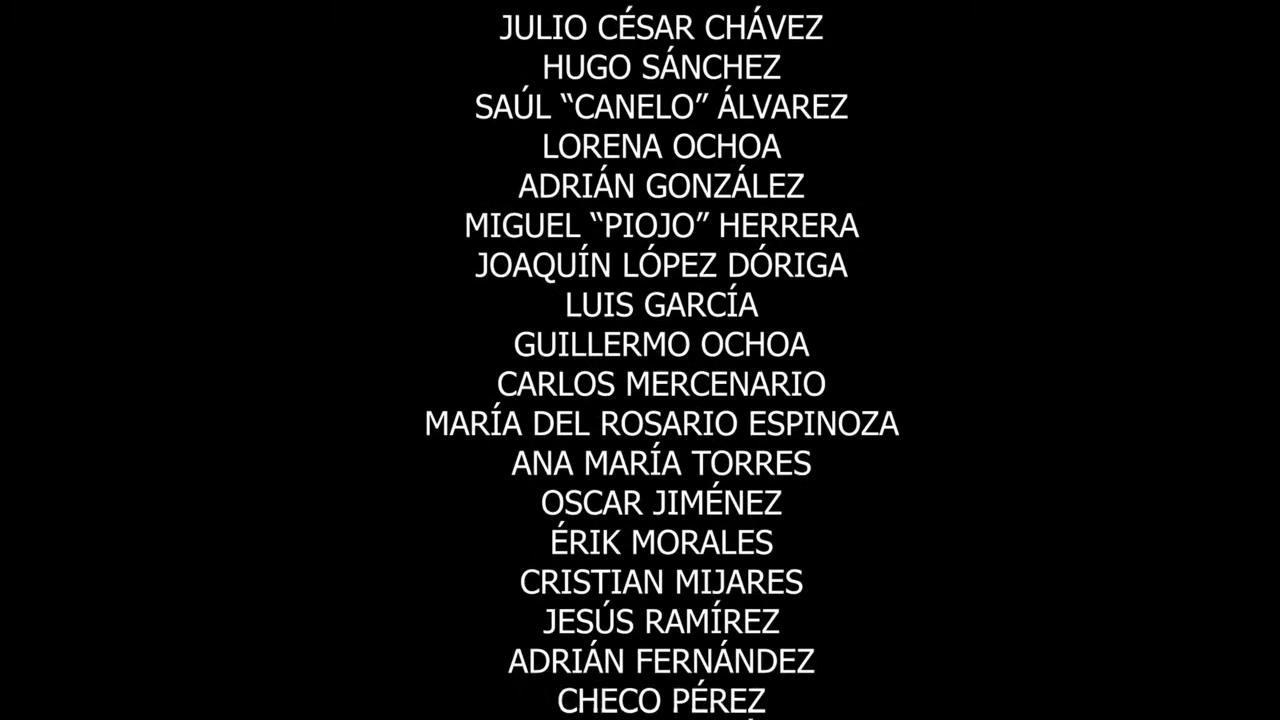 JULIO CÉSAR CHÁVEZ
HUGO SÁNCHEZ
SAÚL “CANELO” ÁLVAREZ
LORENA OCHOA
ADRIÁN GONZÁLEZ
MIGUEL “PIOJO” HERRERA
JOAQUÍN LÓPEZ DÓRIGA
LUIS GARCÍA
GUILLERMO OCHOA
CARLOS MERCENARIO
MARÍA DEL ROSARIO ESPINOZA
ANA MARÍA TORRES
OSCAR JIMÉNEZ
ÉRIK MORALES
CRISTIAN MIJARES
JESÚS RAMÍREZ
ADRIÁN FERNÁNDEZ
CHECO PÉREZ